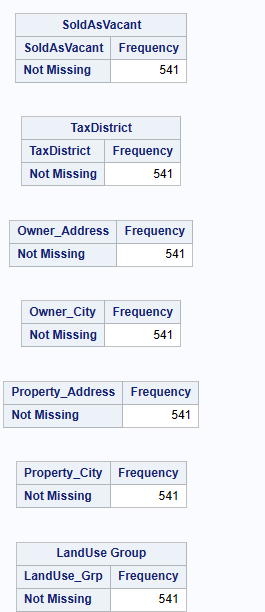 SoldAsVacant
SoldAsVacant Frequency
Not Missing 541
TaxDistrict
TaxDistrict Frequency
Not Missing 541
Owner_Address Frequency
Not Missing 541
Owner_City Frequency
Not Missing 541
Property_Address Frequency
Not Missing 541
Property_City Frequency
Not Missing 541
LandUse Group
LandUse_Grp Frequency
Not Missing 541